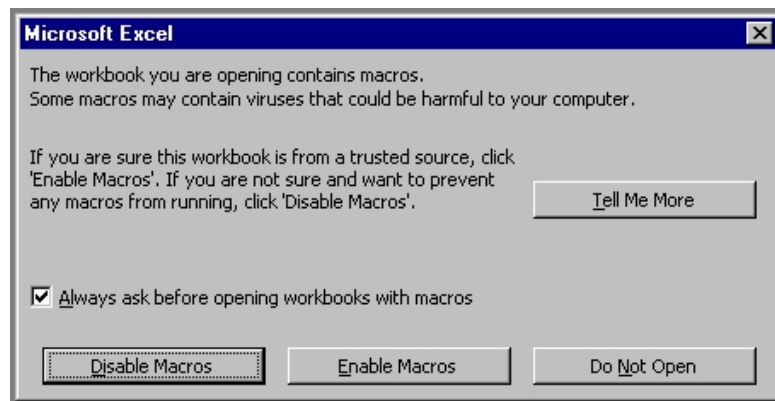 Microsoft Excel
The workbook you are opening contains macros.
Some macros may contain viruses that could be harmful to your computer.
If you are sure this workbook is from a trusted source, click
'Enable Macros'. If you are not sure and want to prevent
any macros from running, click 'Disable Macros'.
Tell Me More
Always ask before opening workbooks with macros
Disable Macros
Enable Macros
Do Not Open